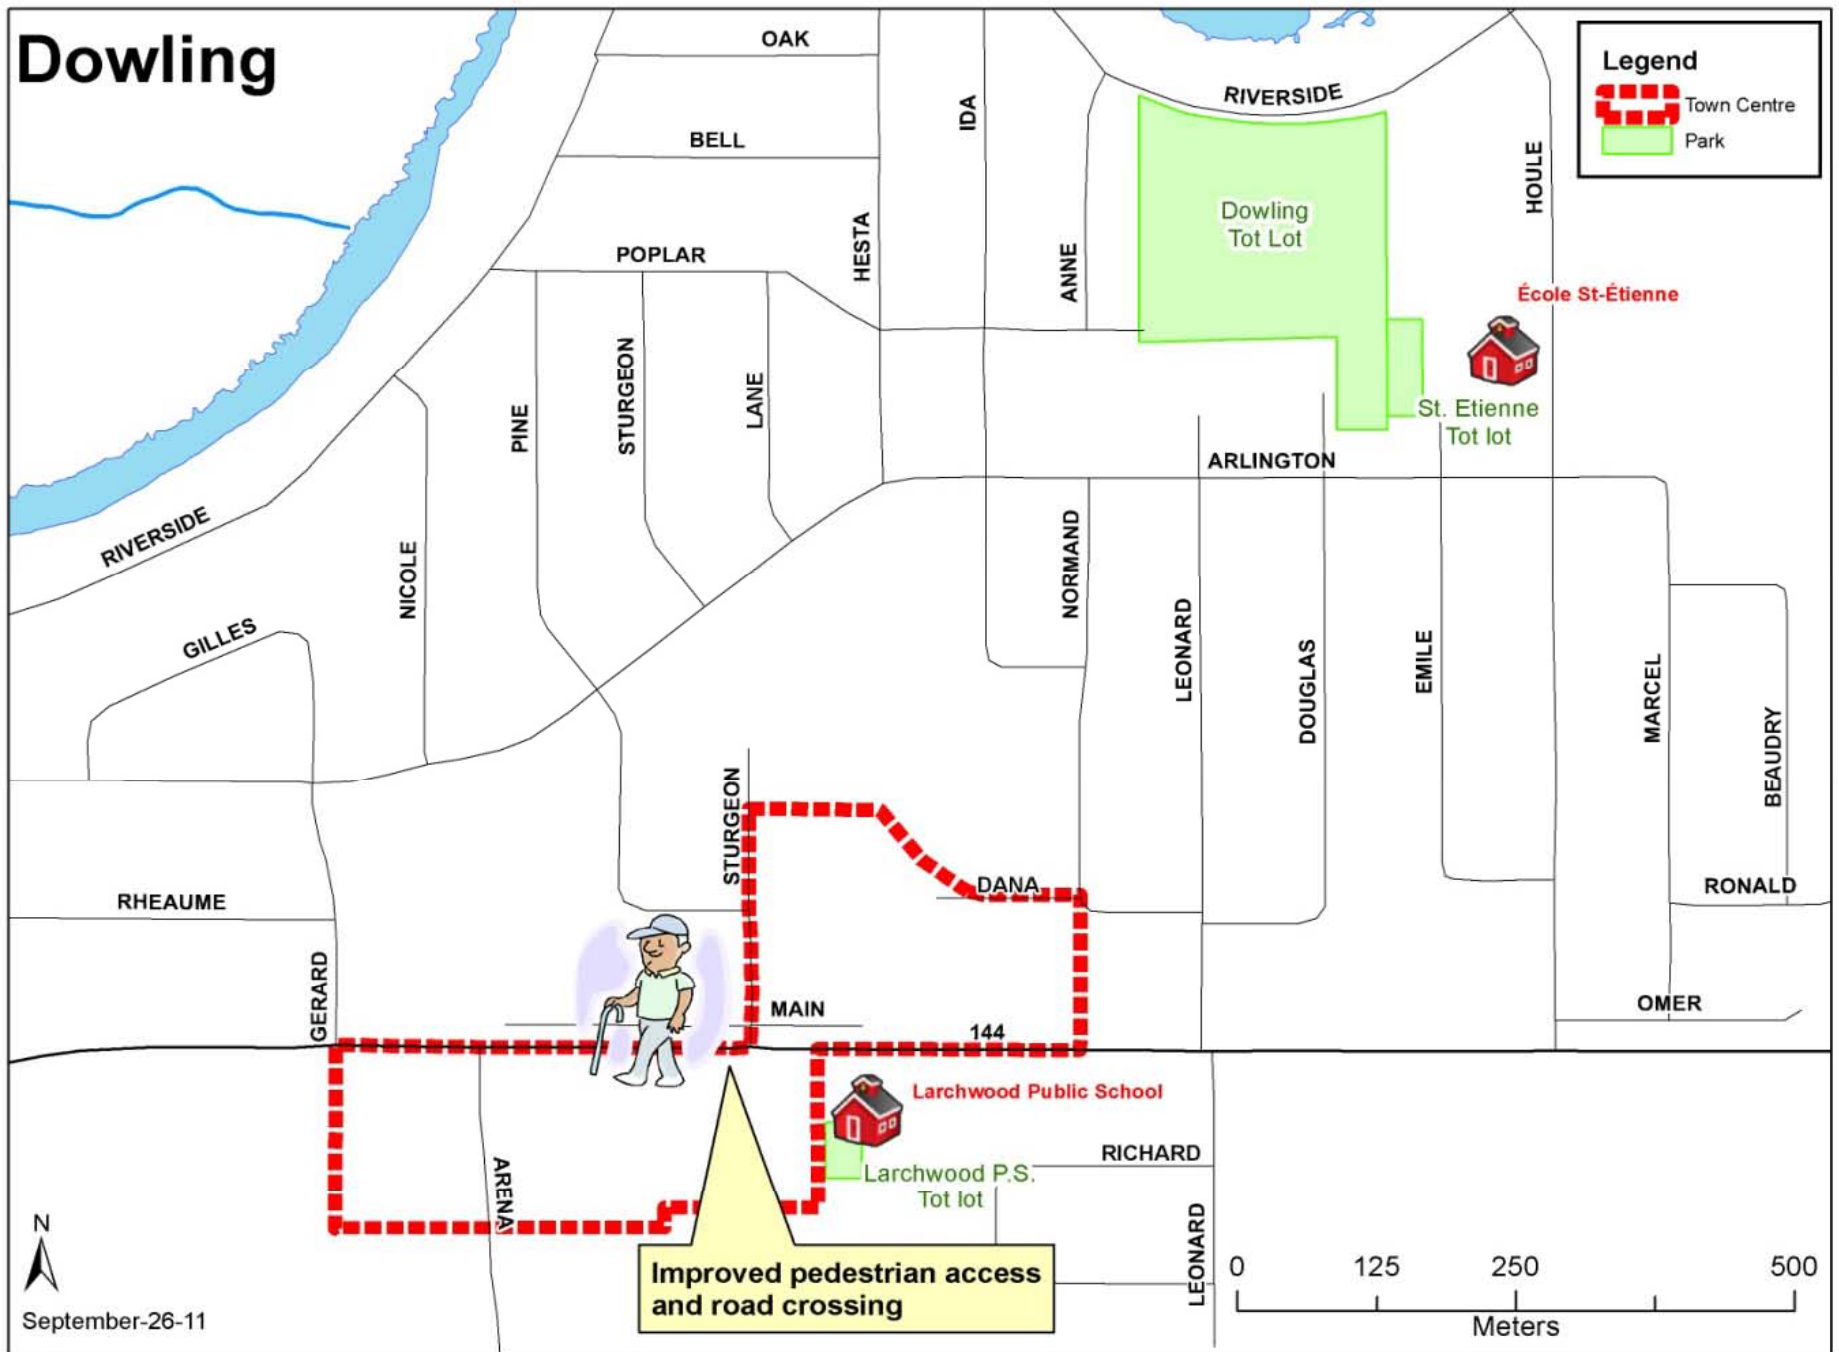 Dowling
OAK
BELL
IDA
RIVERSIDE
HOULE
Legend
Town Centre
Park
HESTA
ANNE
Dowling
Tot Lot
POPLAR
École St-Étienne
PINE
STURGEON
LANE
St. Etienne
Tot lot
ARLINGTON
RIVERSIDE
NICOLE
NORMAND
GILLES
LEONARD
DOUGLAS
EMILE
MARCEL
BEAUDRY
STURGEON
DANA
RONALD
RHEAUME
GERARD
MAIN
144
OMER
Larchwood Public School
RICHARD
Larchwood P.S.
Tot lot
ARENA
LEONARD
Improved pedestrian access
and road crossing
N
September-26-11
0 125 250 500
Meters